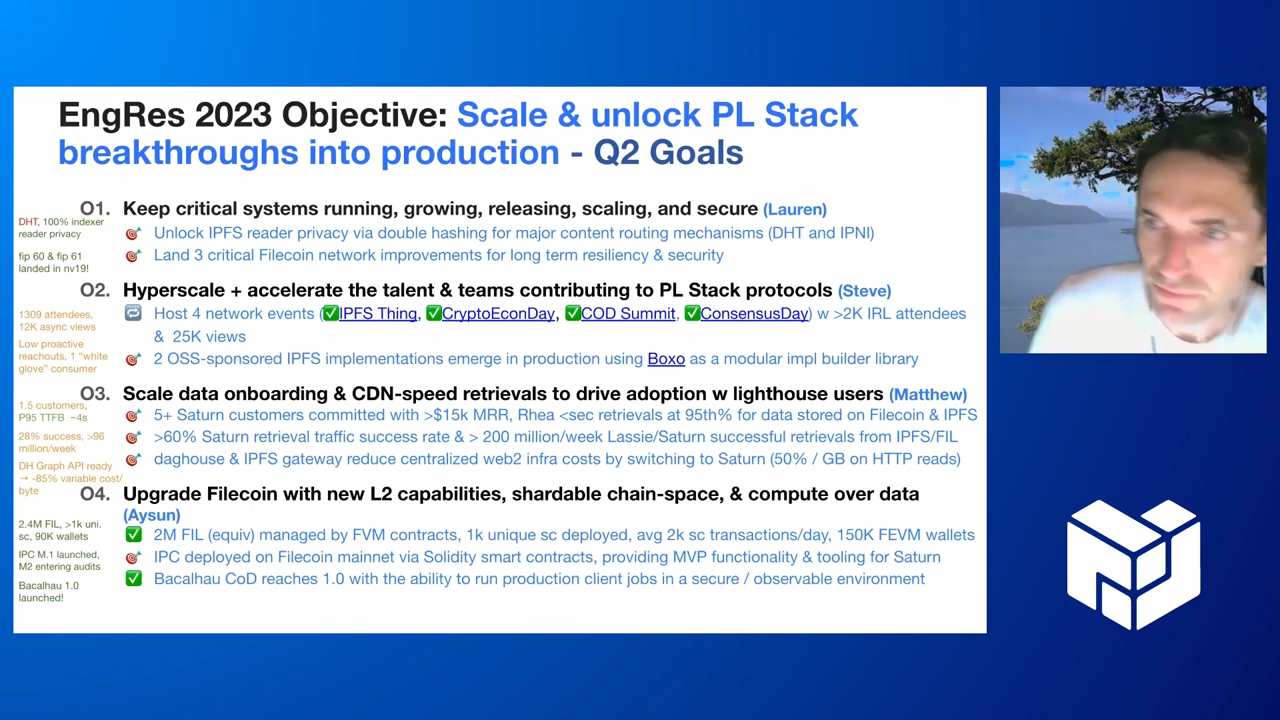 EngRes 2023 Objective: Scale & unlock PL Stack
breakthroughs into production - Q2 Goals
O1. Keep critical systems running, growing, releasing, scaling, and secure (Lauren)
DHT, 100% indexer
reader privacy
Unlock IPFS reader privacy via double hashing for major content routing mechanisms (DHT and IPNI)
fip 60 & fip 61
landed in nv19!
Land 3 critical Filecoin network improvements for long term resiliency & security
O2. Hyperscale + accelerate the talent & teams contributing to PL Stack protocols (Steve)
1309 attendees,
12K async views
Host 4 network events (✅IPFS Thing, ✅CryptoEconDay, ✅COD Summit, ✅ConsensusDay) w >2K IRL attendees
& 25K views
Low proactive
reachouts, 1 “white
glove” consumer
2 OSS-sponsored IPFS implementations emerge in production using Boxo as a modular impl builder library
O3. Scale data onboarding & CDN-speed retrievals to drive adoption w lighthouse users (Matthew)
1.5 customers,
P95 TTFB ~4s
5+ Saturn customers committed with >$15k MRR, Rhea <sec retrievals at 95th% for data stored on Filecoin & IPFS
28% success, >96
million/week
>60% Saturn retrieval traffic success rate & > 200 million/week Lassie/Saturn successful retrievals from IPFS/FIL
DH Graph API ready
→ -85% variable cost/
byte
daghouse & IPFS gateway reduce centralized web2 infra costs by switching to Saturn (50% / GB on HTTP reads)
O4. Upgrade Filecoin with new L2 capabilities, shardable chain-space, & compute over data
(Aysun)
2.4M FIL, >1k uni.
sc, 90K wallets
2M FIL (equiv) managed by FVM contracts, 1k unique sc deployed, avg 2k sc transactions/day, 150K FEVM wallets
IPC M.1 launched,
M2 entering audits
IPC deployed on Filecoin mainnet via Solidity smart contracts, providing MVP functionality & tooling for Saturn
Bacalhau 1.0
launched!
Bacalhau CoD reaches 1.0 with the ability to run production client jobs in a secure / observable environment